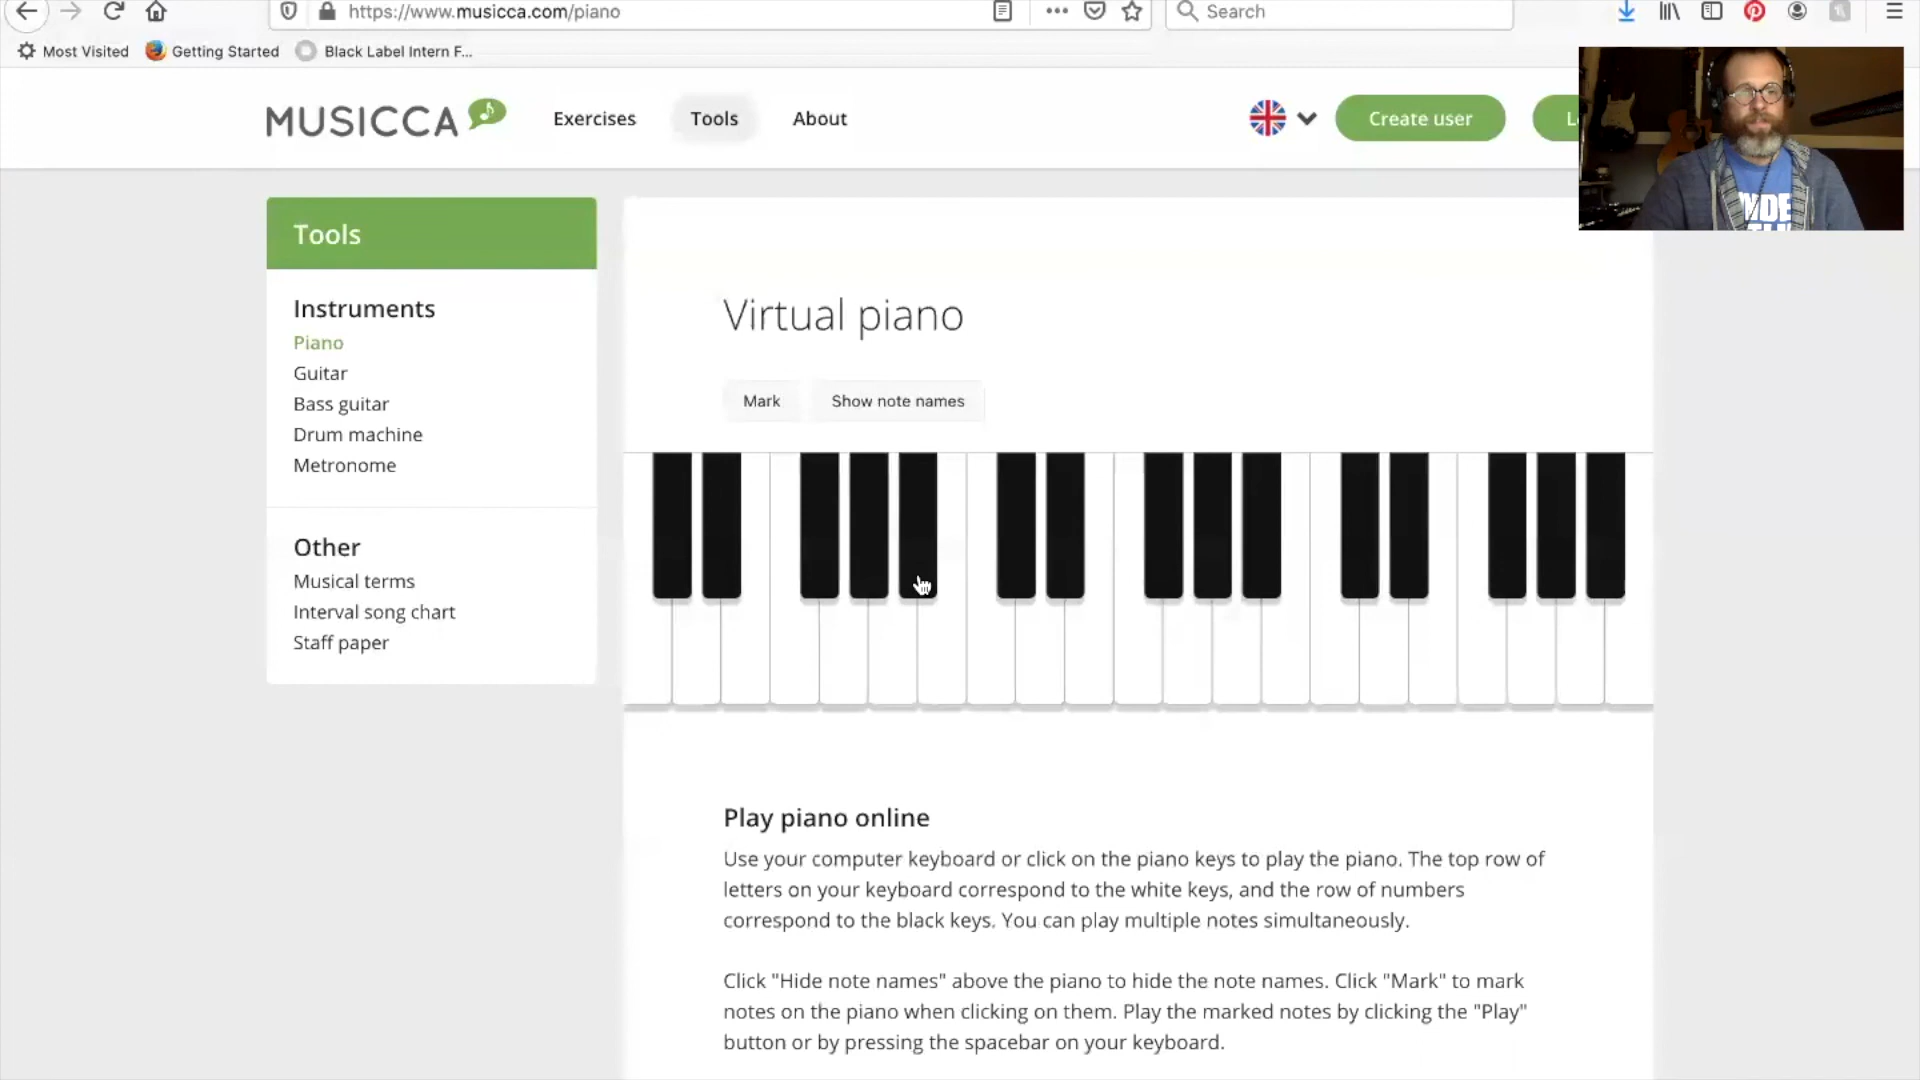 https://www.musicca.com/piano
Search
Most Visited
Getting Started
Black Label Intern F...
MUSICCA
Exercises
Tools
About
Create user
Tools
Instruments
Piano
Guitar
Bass guitar
Drum machine
Metronome
Other
Musical terms
Interval song chart
Staff paper
Virtual piano
Mark
Show note names
Play piano online
Use your computer keyboard or click on the piano keys to play the piano. The top row of
letters on your keyboard correspond to the white keys, and the row of numbers
correspond to the black keys. You can play multiple notes simultaneously.
Click "Hide note names" above the piano to hide the note names. Click "Mark" to mark
notes on the piano when clicking on them. Play the marked notes by clicking the "Play"
button or by pressing the spacebar on your keyboard.